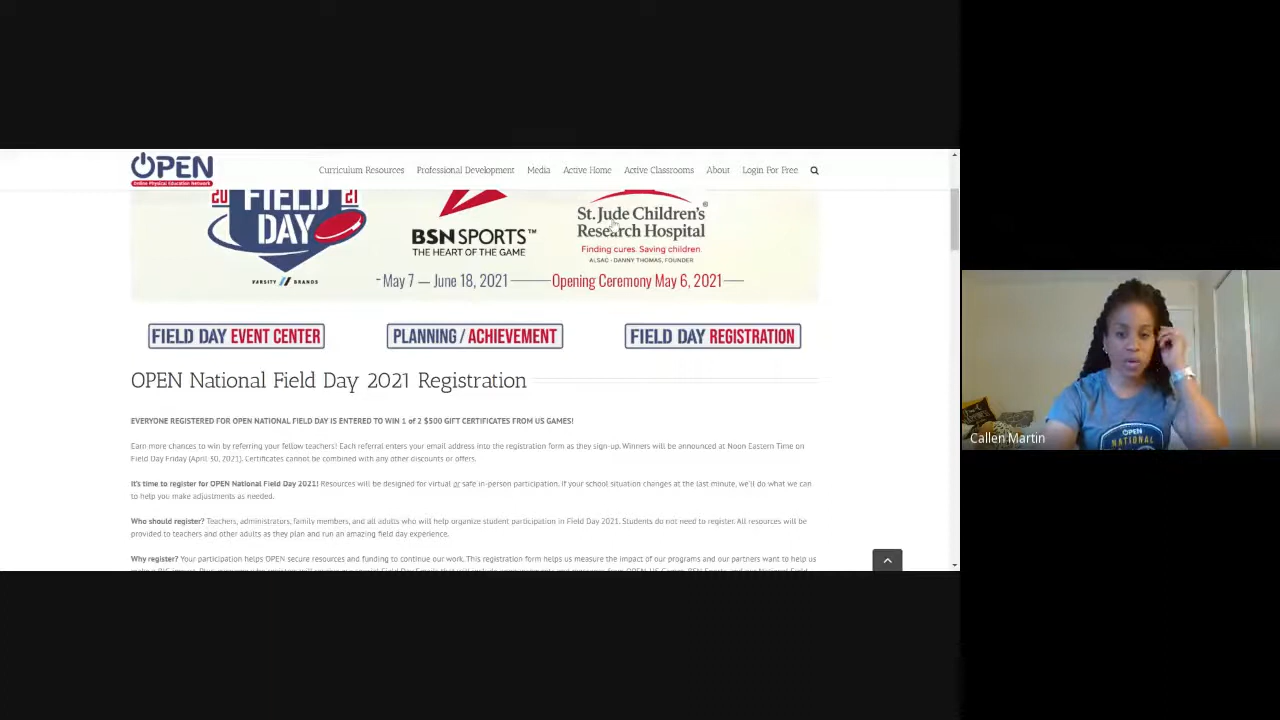 OPEN
Online Physical Education Network
Curriculum Resources Professional Development Media Active Home Active Classrooms About Login For Free
20 FIELD 21
DAY
VARSITY BRANDS
BSN SPORTS™
THE HEART OF THE GAME
St. Jude Children's®
Research Hospital
Finding cures. Saving children.
ALSAC • DANNY THOMAS, FOUNDER
May 7 — June 18, 2021 Opening Ceremony May 6, 2021
FIELD DAY EVENT CENTER PLANNING / ACHIEVEMENT FIELD DAY REGISTRATION
OPEN National Field Day 2021 Registration
EVERYONE REGISTERED FOR OPEN NATIONAL FIELD DAY IS ENTERED TO WIN 1 of 2 $500 GIFT CERTIFICATES FROM US GAMES!
Earn more chances to win by referring your fellow teachers! Each referral enters your email address into the registration form as they sign-up. Winners will be announced at Noon Eastern Time on
Field Day Friday (April 30, 2021). Certificates cannot be combined with any other discounts or offers.
It's time to register for OPEN National Field Day 2021! Resources will be designed for virtual or safe in-person participation. If your school situation changes at the last minute, we'll do what we can
to help you make adjustments as needed.
Who should register? Teachers, administrators, family members, and all adults who will help organize student participation in Field Day 2021. Students do not need to register. All resources will be
provided to teachers and other adults as they plan and run an amazing field day experience.
Why register? Your participation helps OPEN secure resources and funding to continue our work. This registration form helps us measure the impact of our programs and our partners want to help us
Callen Martin
OPEN
NATIONAL